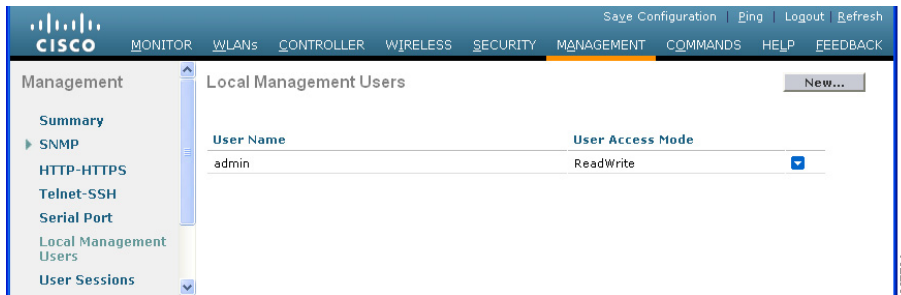 Save Configuration | Ping | Logout | Refresh
CISCO MONITOR WLANs CONTROLLER WIRELESS SECURITY MANAGEMENT COMMANDS HELP FEEDBACK
Management
Summary
SNMP
HTTP-HTTPS
Telnet-SSH
Serial Port
Local Management
Users
User Sessions
Local Management Users
New...
User Name User Access Mode
admin ReadWrite